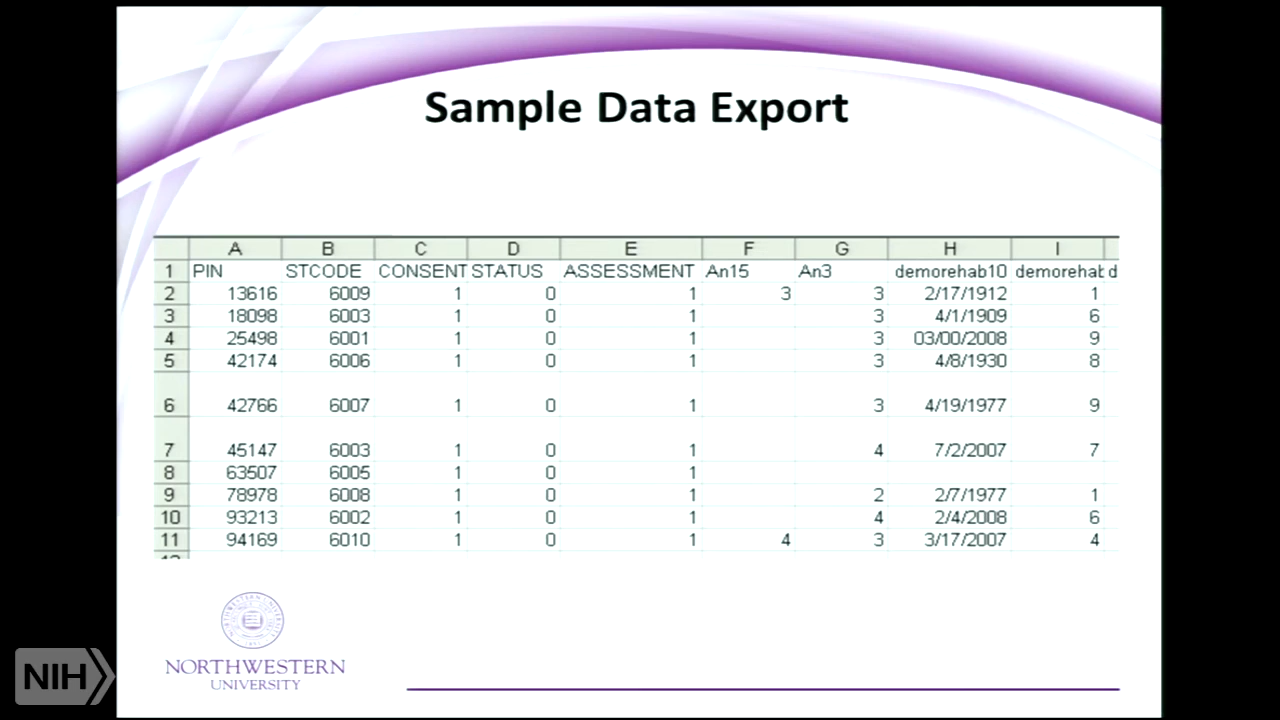 Sample Data Export
A B C D E F G H I
1 PIN STCODE CONSENT STATUS ASSESSMENT An15 An3 demorehab10 demorehab d
2 13616 6009 1 0 1 3 3 2/17/1912 1
3 18098 6003 1 0 1 3 4/1/1909 6
4 25498 6001 1 0 1 3 03/00/2008 9
5 42174 6006 1 0 1 3 4/8/1930 8
6 42766 6007 1 0 1 3 4/19/1977 9
7 45147 6003 1 0 1 4 7/2/2007 7
8 63507 6005 1 0 1
9 78978 6008 1 0 1 2 2/7/1977 1
10 93213 6002 1 0 1 4 2/4/2008 6
11 94169 6010 1 0 1 4 3 3/17/2007 4
NORTHWESTERN
UNIVERSITY
NIH